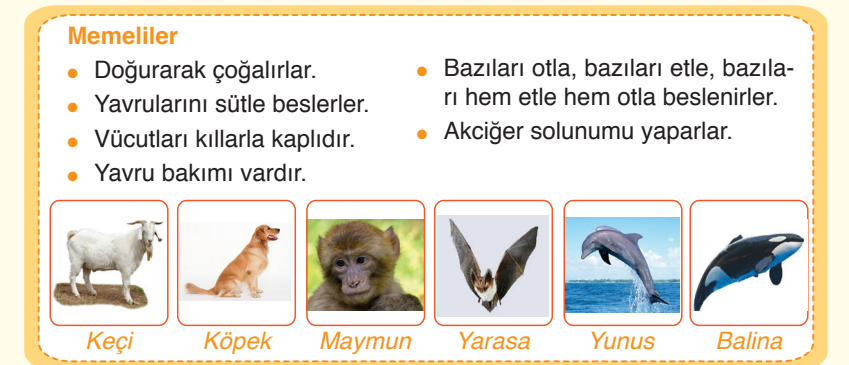 Memeliler
• Doğurarak çoğalırlar.
• Yavrularını sütle beslerler.
• Vücutları kıllarla kaplıdır.
• Yavru bakımı vardır.
• Bazıları otla, bazıları etle, bazıla-
rı hem etle hem otla beslenirler.
• Akciğer solunumu yaparlar.
Keçi
Köpek
Maymun
Yarasa
Yunus
Balina